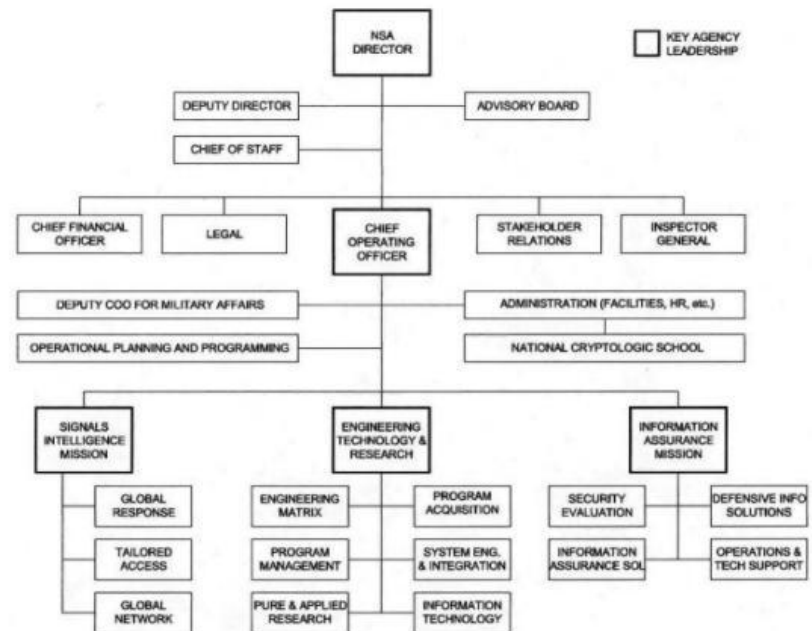 NSA
DIRECTOR
KEY AGENCY
LEADERSHIP
DEPUTY DIRECTOR
ADVISORY BOARD
CHIEF OF STAFF
CHIEF FINANCIAL
OFFICER
LEGAL
CHIEF
OPERATING
OFFICER
STAKEHOLDER
RELATIONS
INSPECTOR
GENERAL
DEPUTY COO FOR MILITARY AFFAIRS
ADMINISTRATION (FACILITIES, HR, etc.)
OPERATIONAL PLANNING AND PROGRAMMING
NATIONAL CRYPTOLOGIC SCHOOL
SIGNALS
INTELLIGENCE
MISSION
ENGINEERING
TECHNOLOGY &
RESEARCH
INFORMATION
ASSURANCE
MISSION
GLOBAL
RESPONSE
ENGINEERING
MATRIX
PROGRAM
ACQUISITION
SECURITY
EVALUATION
DEFENSIVE INFO
SOLUTIONS
TAILORED
ACCESS
PROGRAM
MANAGEMENT
SYSTEM ENG.
& INTEGRATION
INFORMATION
ASSURANCE SOL
OPERATIONS &
TECH SUPPORT
GLOBAL
NETWORK
PURE & APPLIED
RESEARCH
INFORMATION
TECHNOLOGY